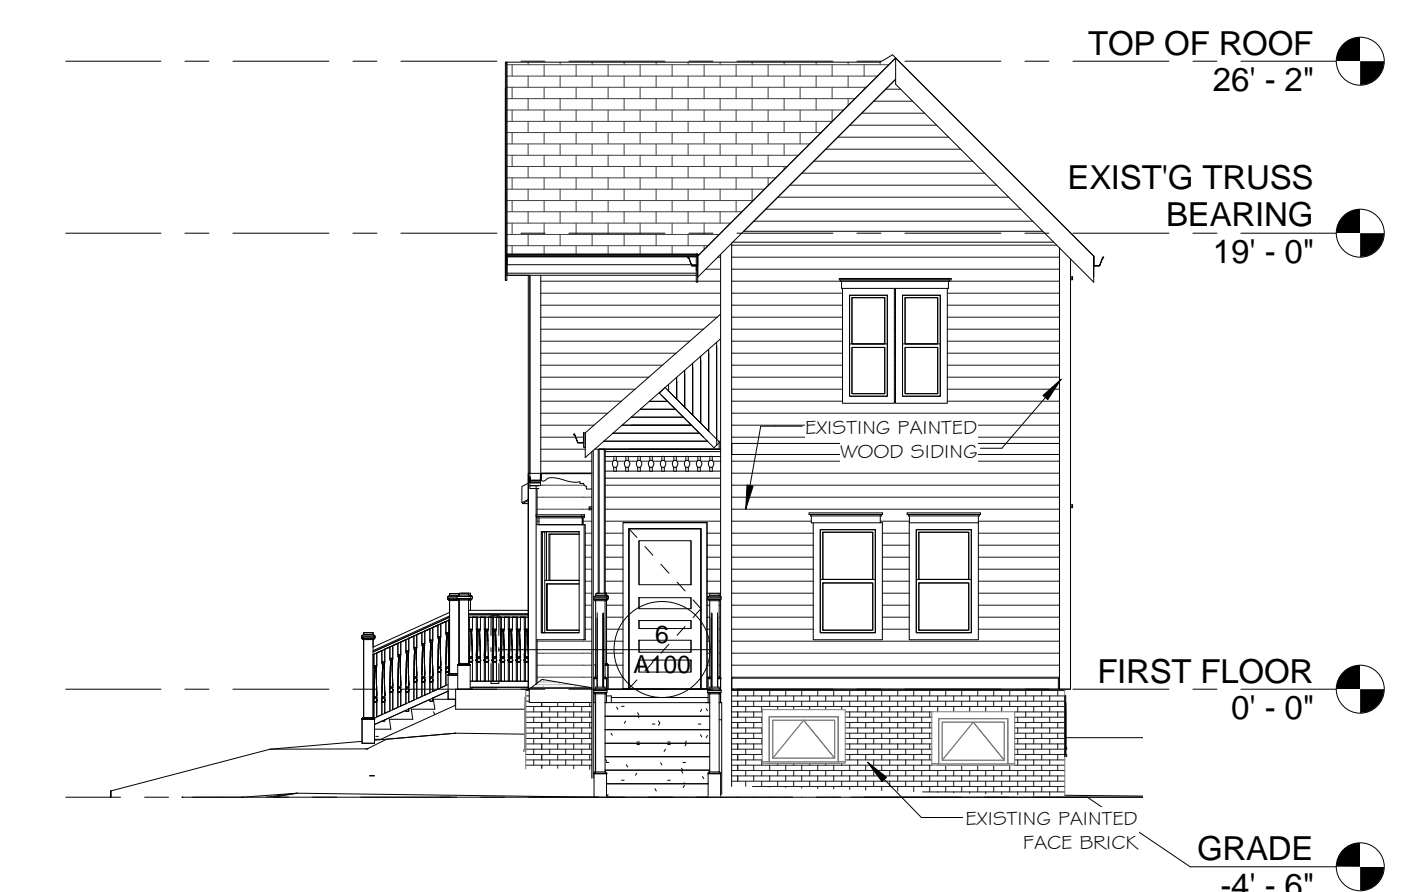 TOP OF ROOF
26' - 2"
EXIST'G TRUSS
BEARING
19' - 0"
EXISTING PAINTED
WOOD SIDING
6
A100
FIRST FLOOR
0' - 0"
EXISTING PAINTED
FACE BRICK
GRADE
-4' - 6"